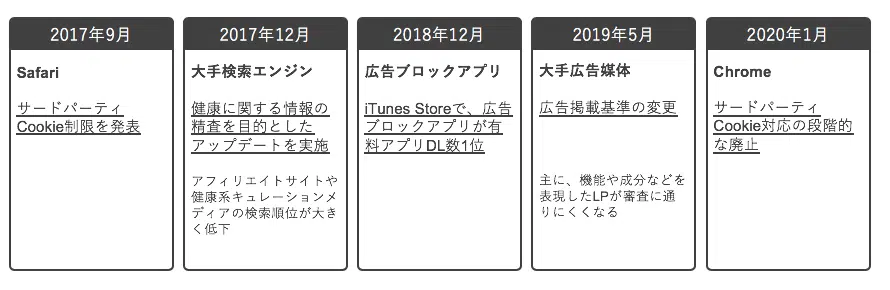 2017年9月
Safari
サードパーティ
Cookie制限を発表
2017年12月
大手検索エンジン
健康に関する情報の
精査を目的とした
アップデートを実施
アフィリエイトサイトや
健康系キュレーションメ
ディアの検索順位が大き
く低下
2018年12月
広告ブロックアプリ
iTunes Storeで、広告
ブロックアプリが有
料アプリDL数1位
2019年5月
大手広告媒体
広告掲載基準の変更
主に、機能や成分などを
表現したLPが審査に通
りにくくなる
2020年1月
Chrome
サードパーティ
Cookie対応の段階的
な廃止